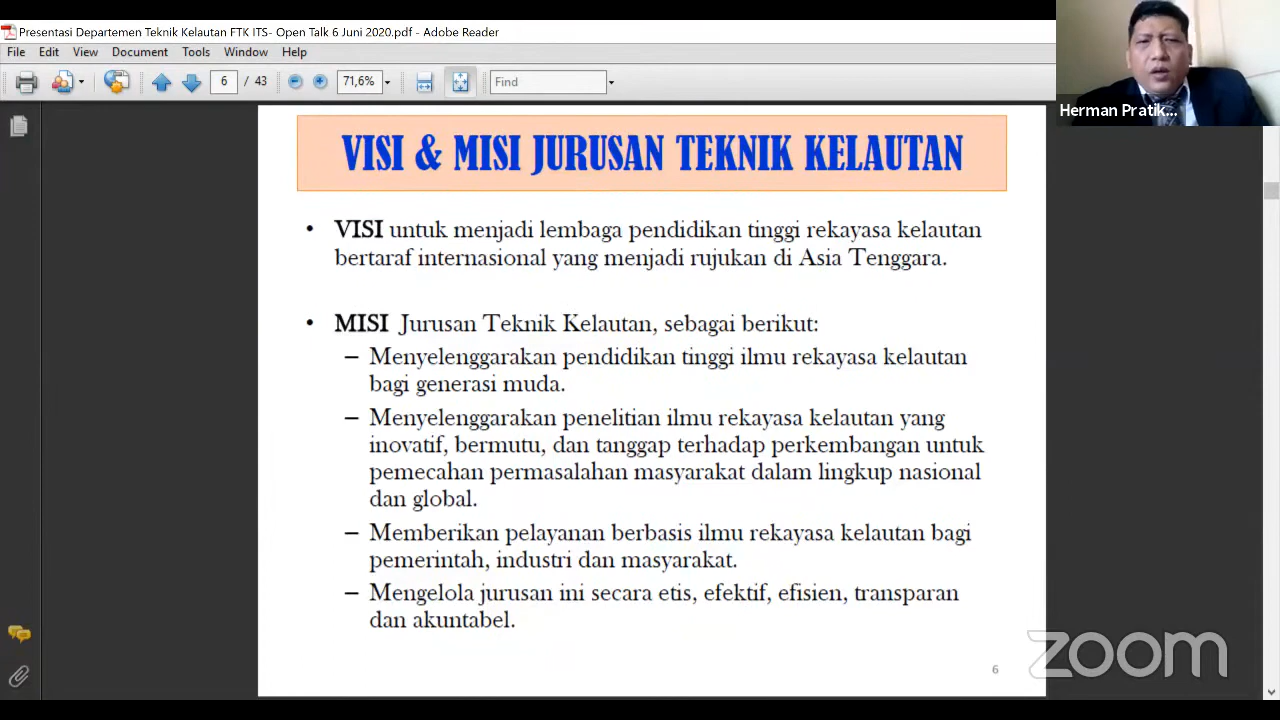 Presentasi Departemen Teknik Kelautan FTK ITS- Open Talk 6 Juni 2020.pdf - Adobe Reader
File Edit View Document Tools Window Help
6 / 43 71,6% Find
Herman Pratik...
VISI & MISI JURUSAN TEKNIK KELAUTAN
• VISI untuk menjadi lembaga pendidikan tinggi rekayasa kelautan
bertaraf internasional yang menjadi rujukan di Asia Tenggara.
• MISI Jurusan Teknik Kelautan, sebagai berikut:
– Menyelenggarakan pendidikan tinggi ilmu rekayasa kelautan
bagi generasi muda.
– Menyelenggarakan penelitian ilmu rekayasa kelautan yang
inovatif, bermutu, dan tanggap terhadap perkembangan untuk
pemecahan permasalahan masyarakat dalam lingkup nasional
dan global.
– Memberikan pelayanan berbasis ilmu rekayasa kelautan bagi
pemerintah, industri dan masyarakat.
– Mengelola jurusan ini secara etis, efektif, efisien, transparan
dan akuntabel.
6
zoom